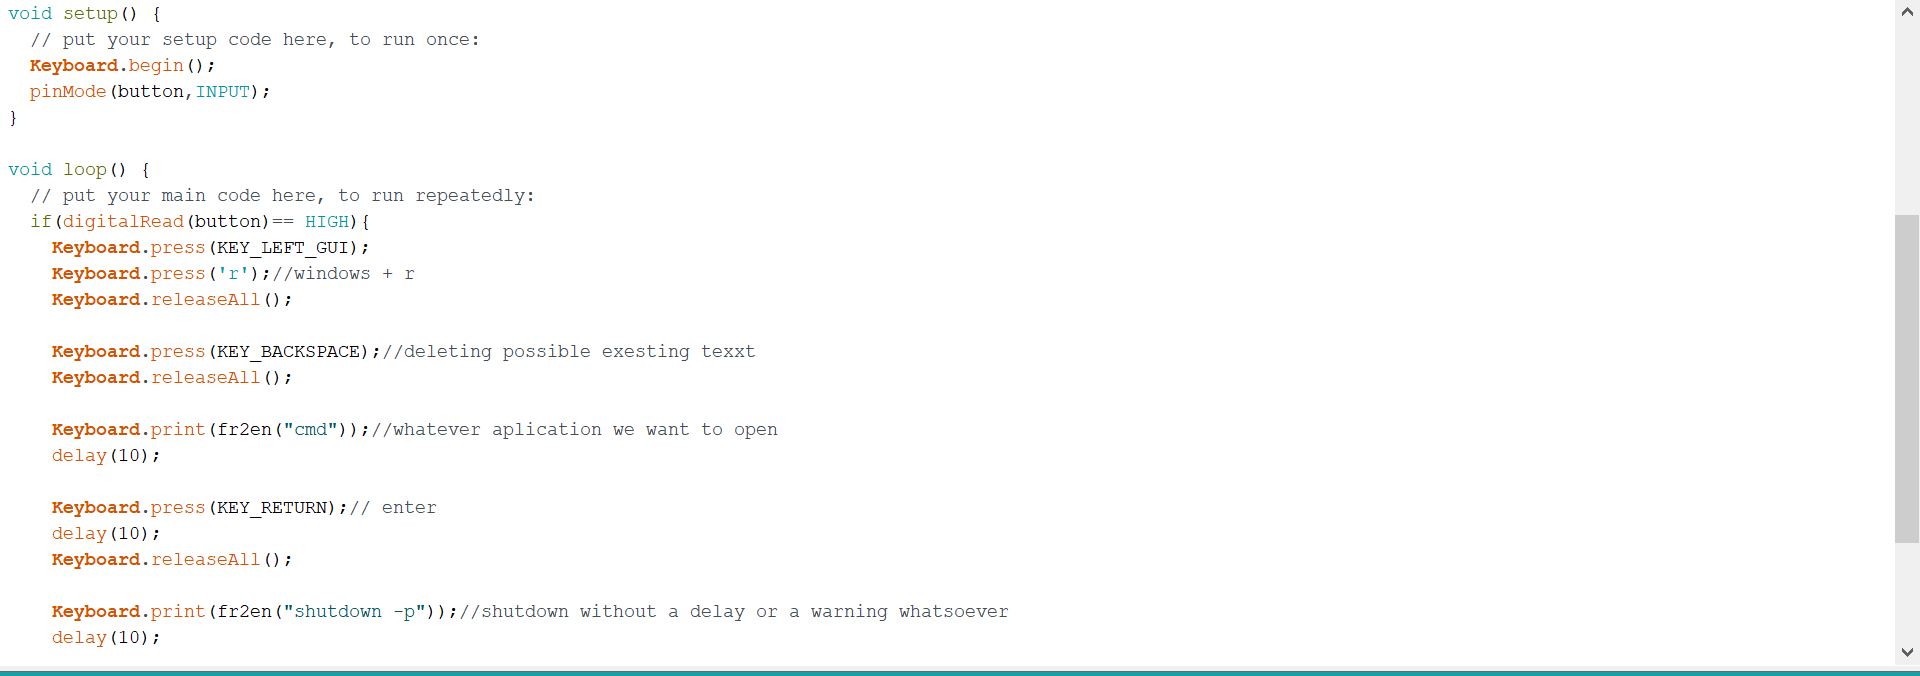 void setup() {
  // put your setup code here, to run once:
  Keyboard.begin();
  pinMode(button,INPUT);
}

void loop() {
  // put your main code here, to run repeatedly:
  if(digitalRead(button)== HIGH){
    Keyboard.press(KEY_LEFT_GUI);
    Keyboard.press('r');//windows + r
    Keyboard.releaseAll();

    Keyboard.press(KEY_BACKSPACE);//deleting possible exesting texxt
    Keyboard.releaseAll();

    Keyboard.print(fr2en("cmd"));//whatever aplication we want to open
    delay(10);

    Keyboard.press(KEY_RETURN);// enter
    delay(10);
    Keyboard.releaseAll();

    Keyboard.print(fr2en("shutdown -p"));//shutdown without a delay or a warning whatsoever
    delay(10);